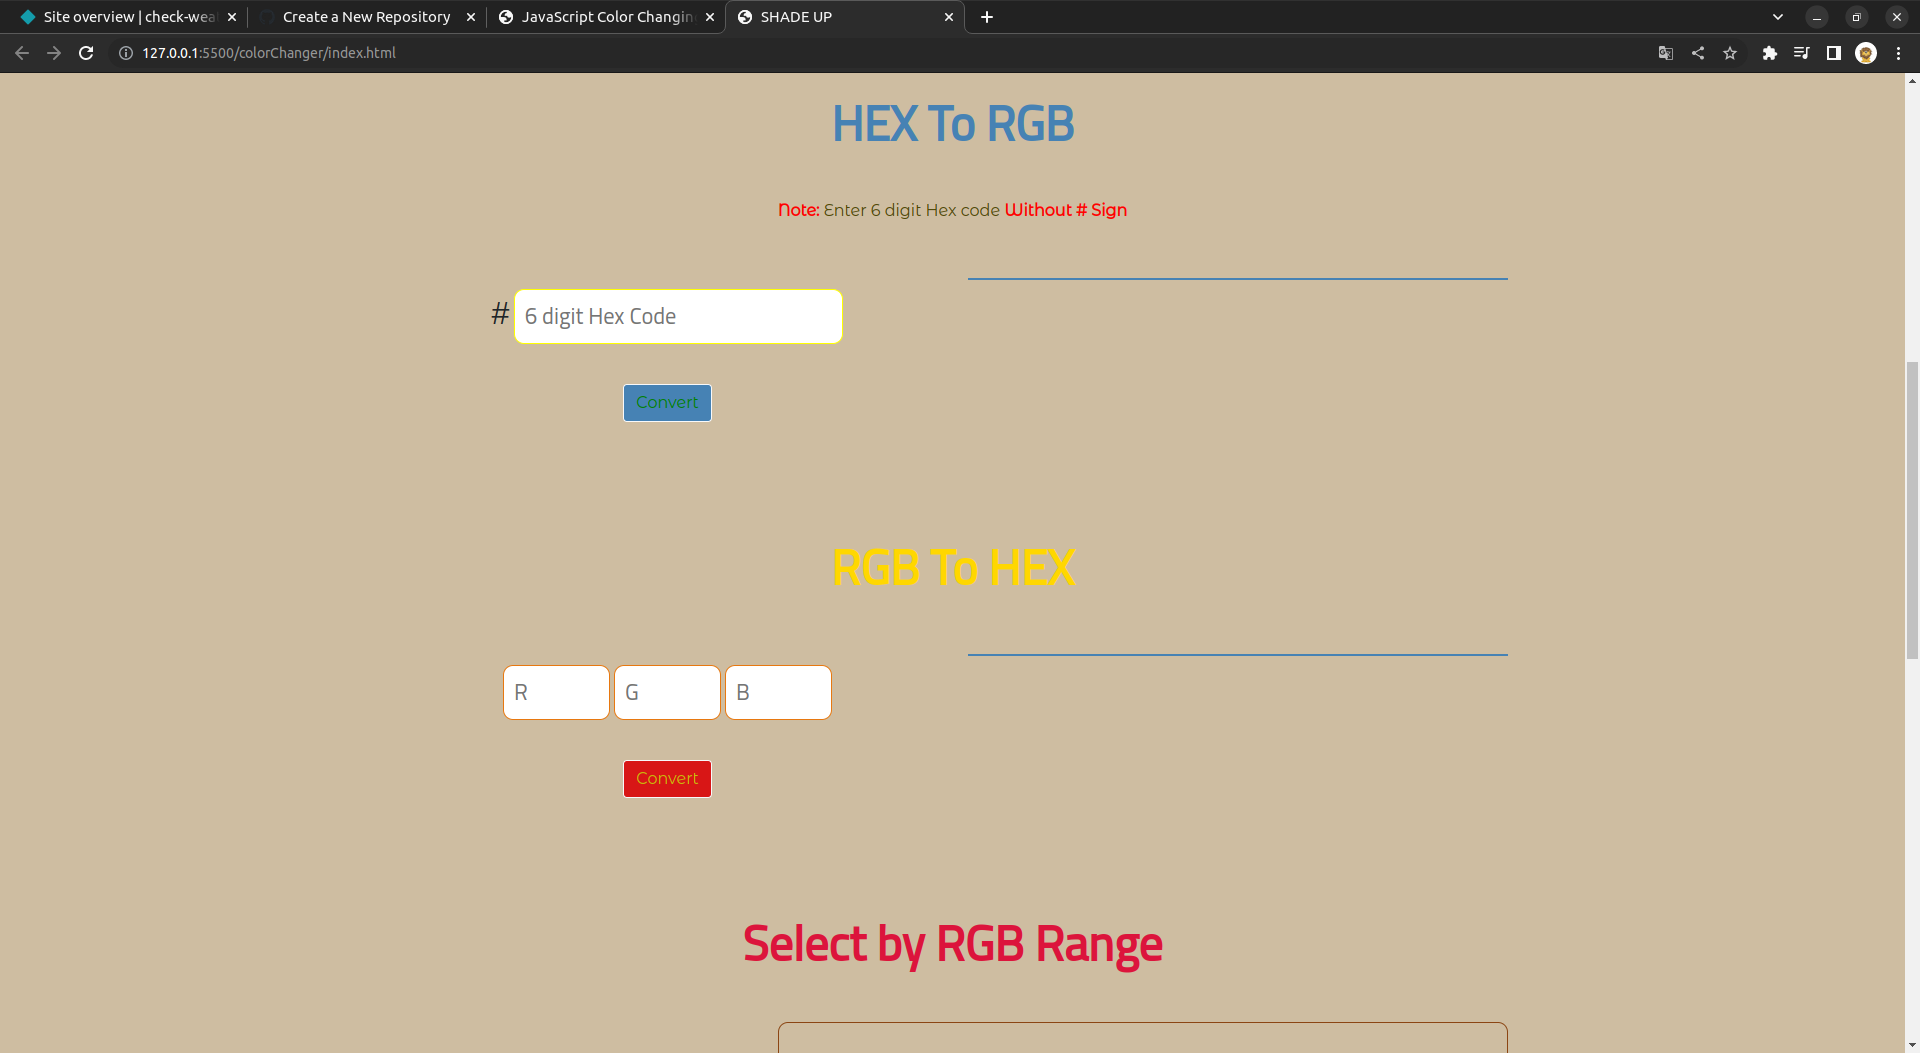 Site overview | check-wea
Create a New Repository
JavaScript Color Changin
SHADE UP
127.0.0.1:5500/colorChanger/index.html
HEX To RGB
Note: Enter 6 digit Hex code Without # Sign
# 6 digit Hex Code
Convert
RGB To HEX
R G B
Convert
Select by RGB Range